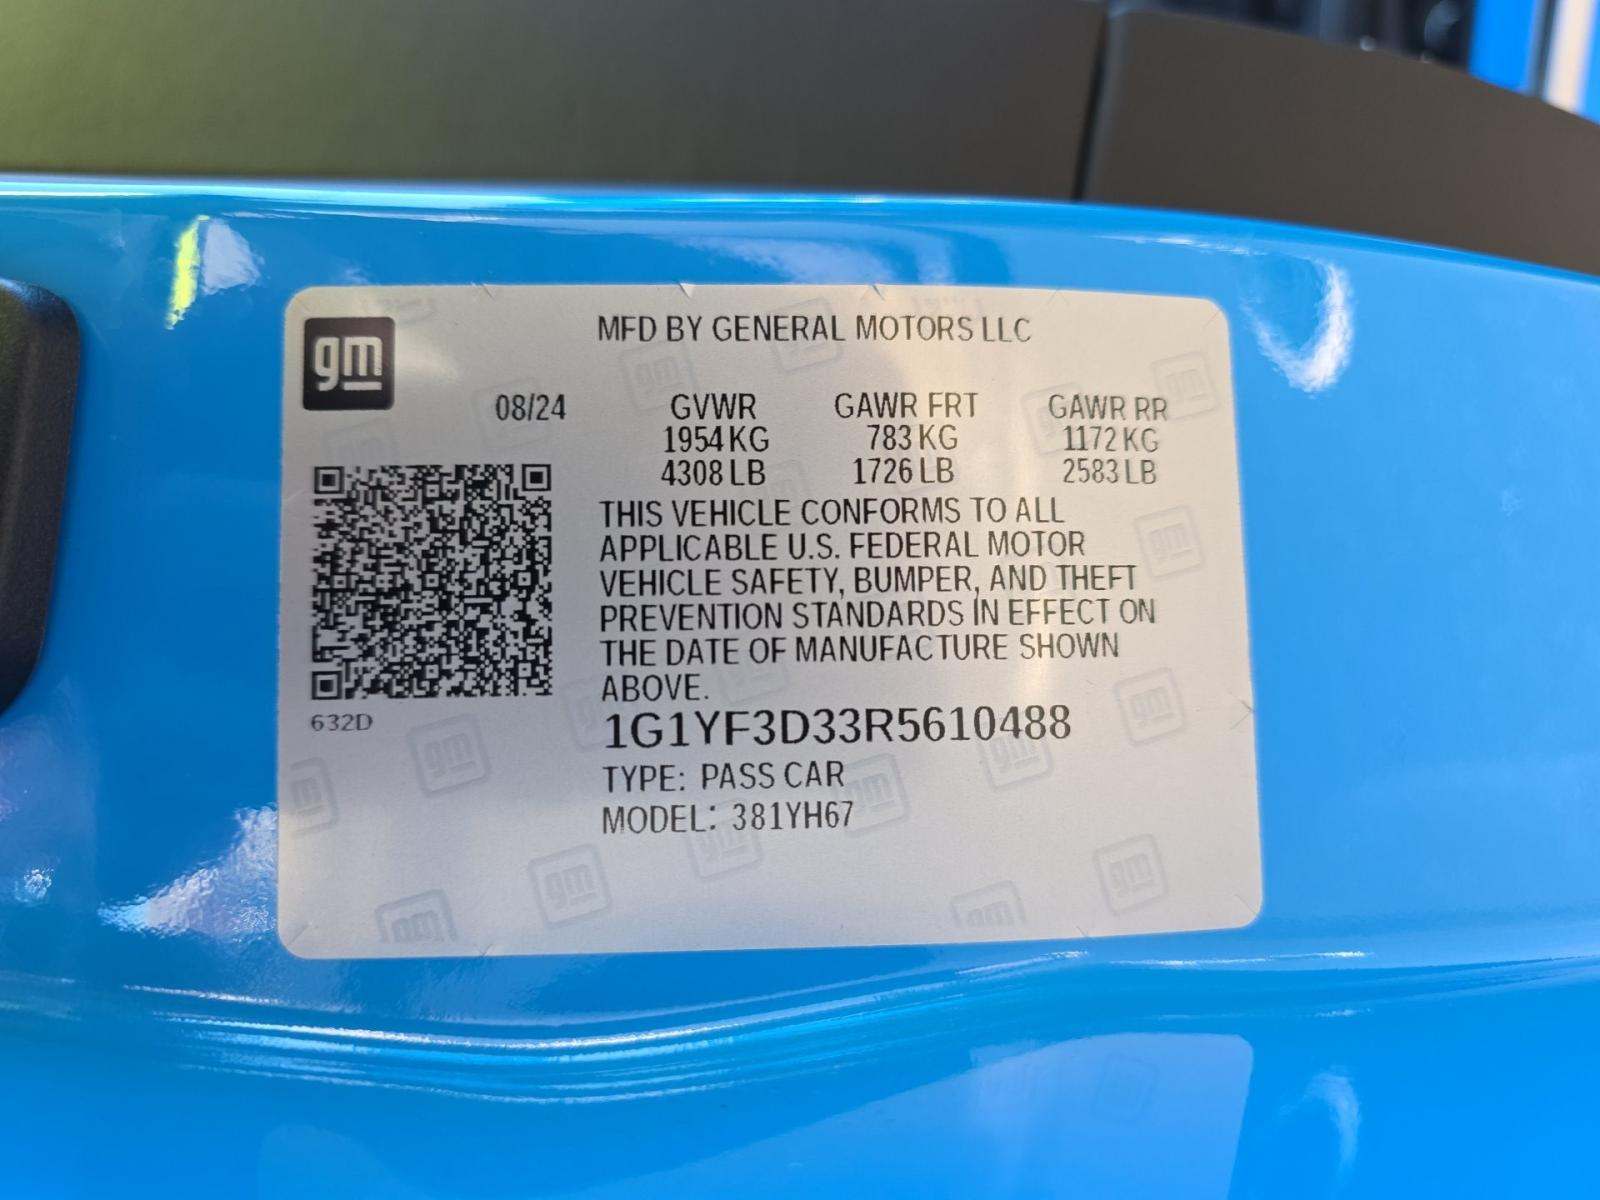 gm
MFD BY GENERAL MOTORS LLC
08/24 GVWR GAWR FRT GAWR RR
1954 KG 783 KG 1172 KG
4308 LB 1726 LB 2583 LB
THIS VEHICLE CONFORMS TO ALL
APPLICABLE U.S. FEDERAL MOTOR
VEHICLE SAFETY, BUMPER, AND THEFT
PREVENTION STANDARDS IN EFFECT ON
THE DATE OF MANUFACTURE SHOWN
ABOVE.
632D
1G1YF3D33R5610488
TYPE: PASS CAR
MODEL: 381YH67